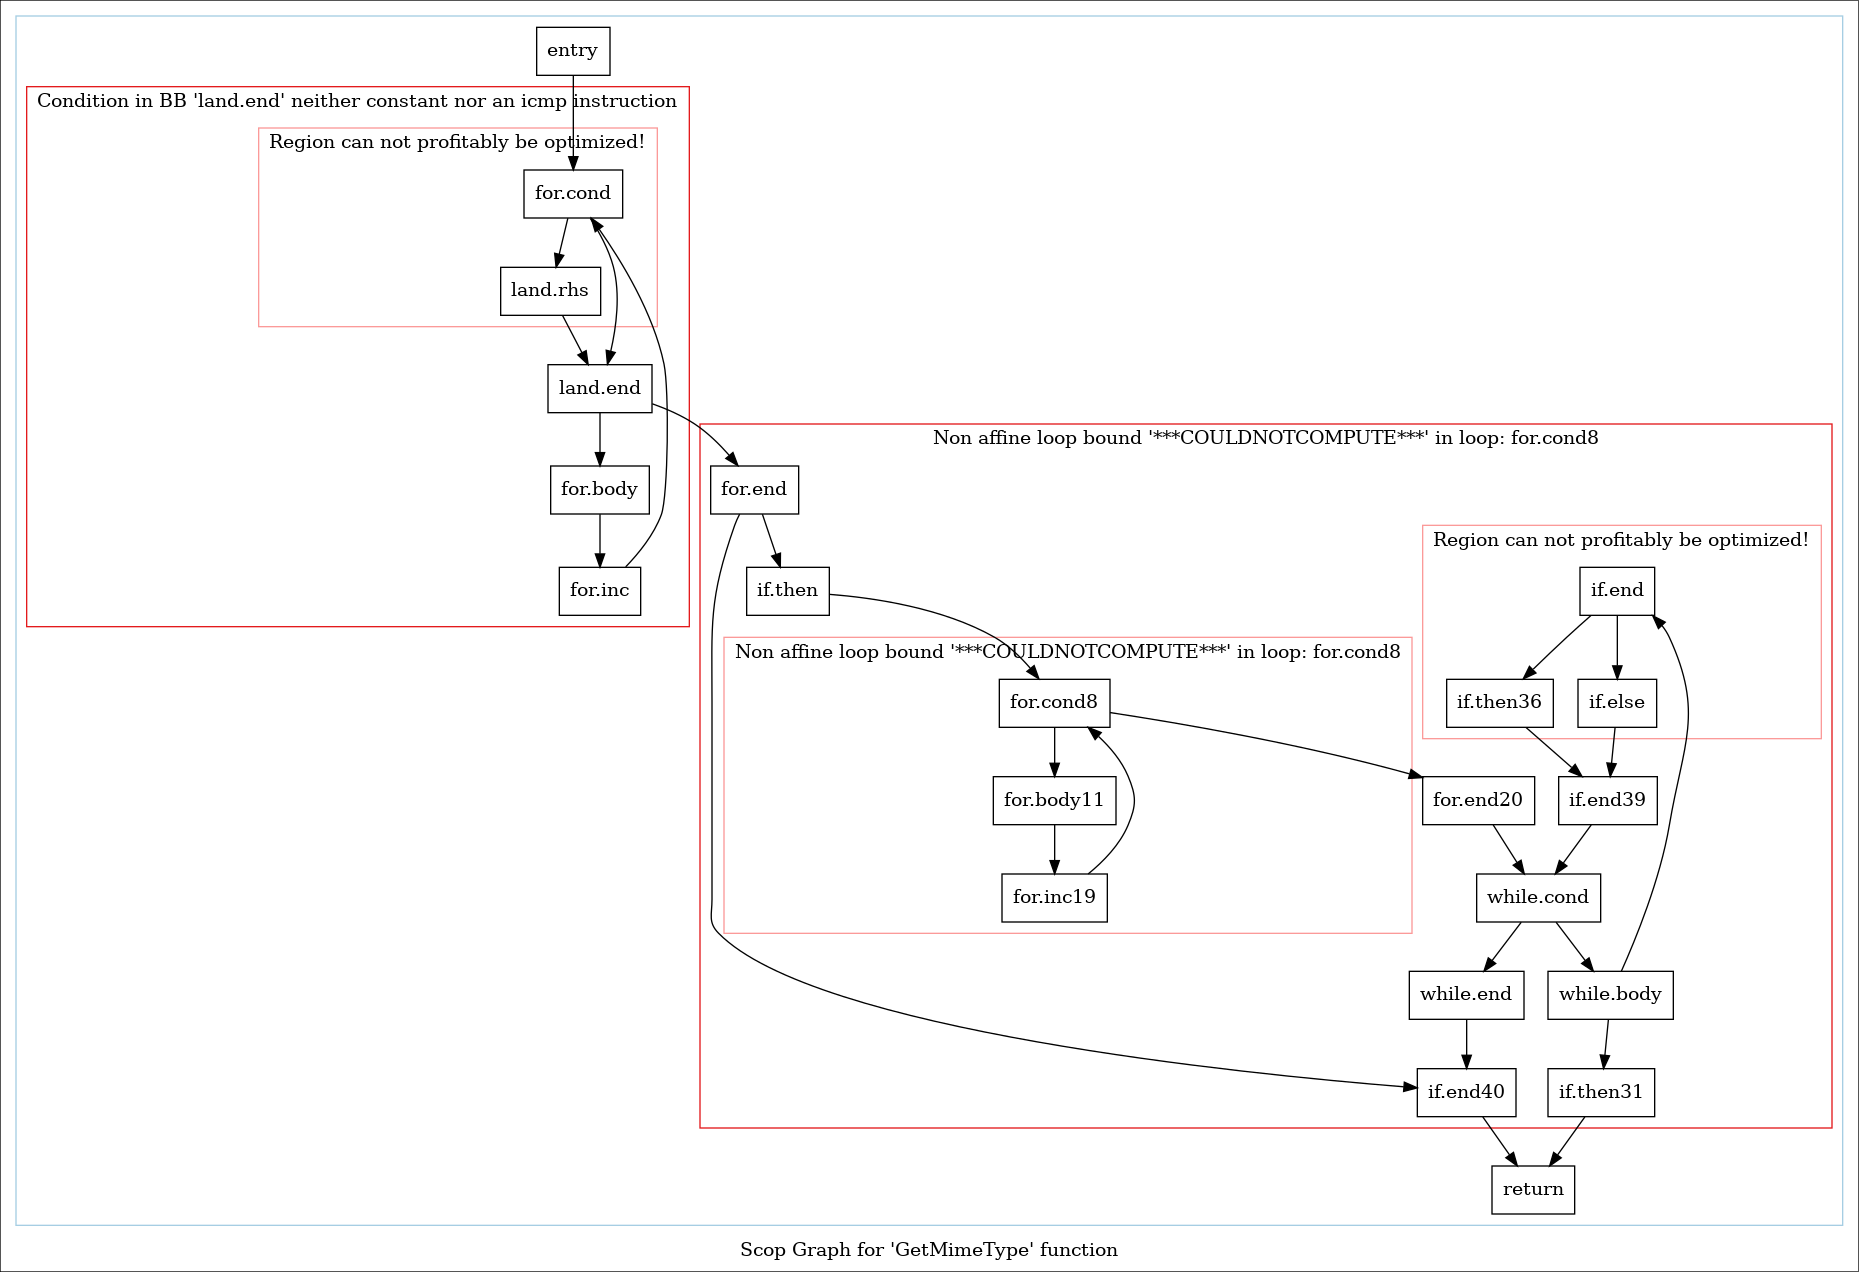 entry
Condition in BB 'land.end' neither constant nor an icmp instruction
Region can not profitably be optimized!
for.cond
land.rhs
land.end
for.body
for.inc
Non affine loop bound '***COULDNOTCOMPUTE***' in loop: for.cond8
for.end
if.then
Region can not profitably be optimized!
if.end
if.then36
if.else
Non affine loop bound '***COULDNOTCOMPUTE***' in loop: for.cond8
for.cond8
for.body11
for.inc19
for.end20
if.end39
while.cond
while.end
while.body
if.end40
if.then31
return
Scop Graph for 'GetMimeType' function